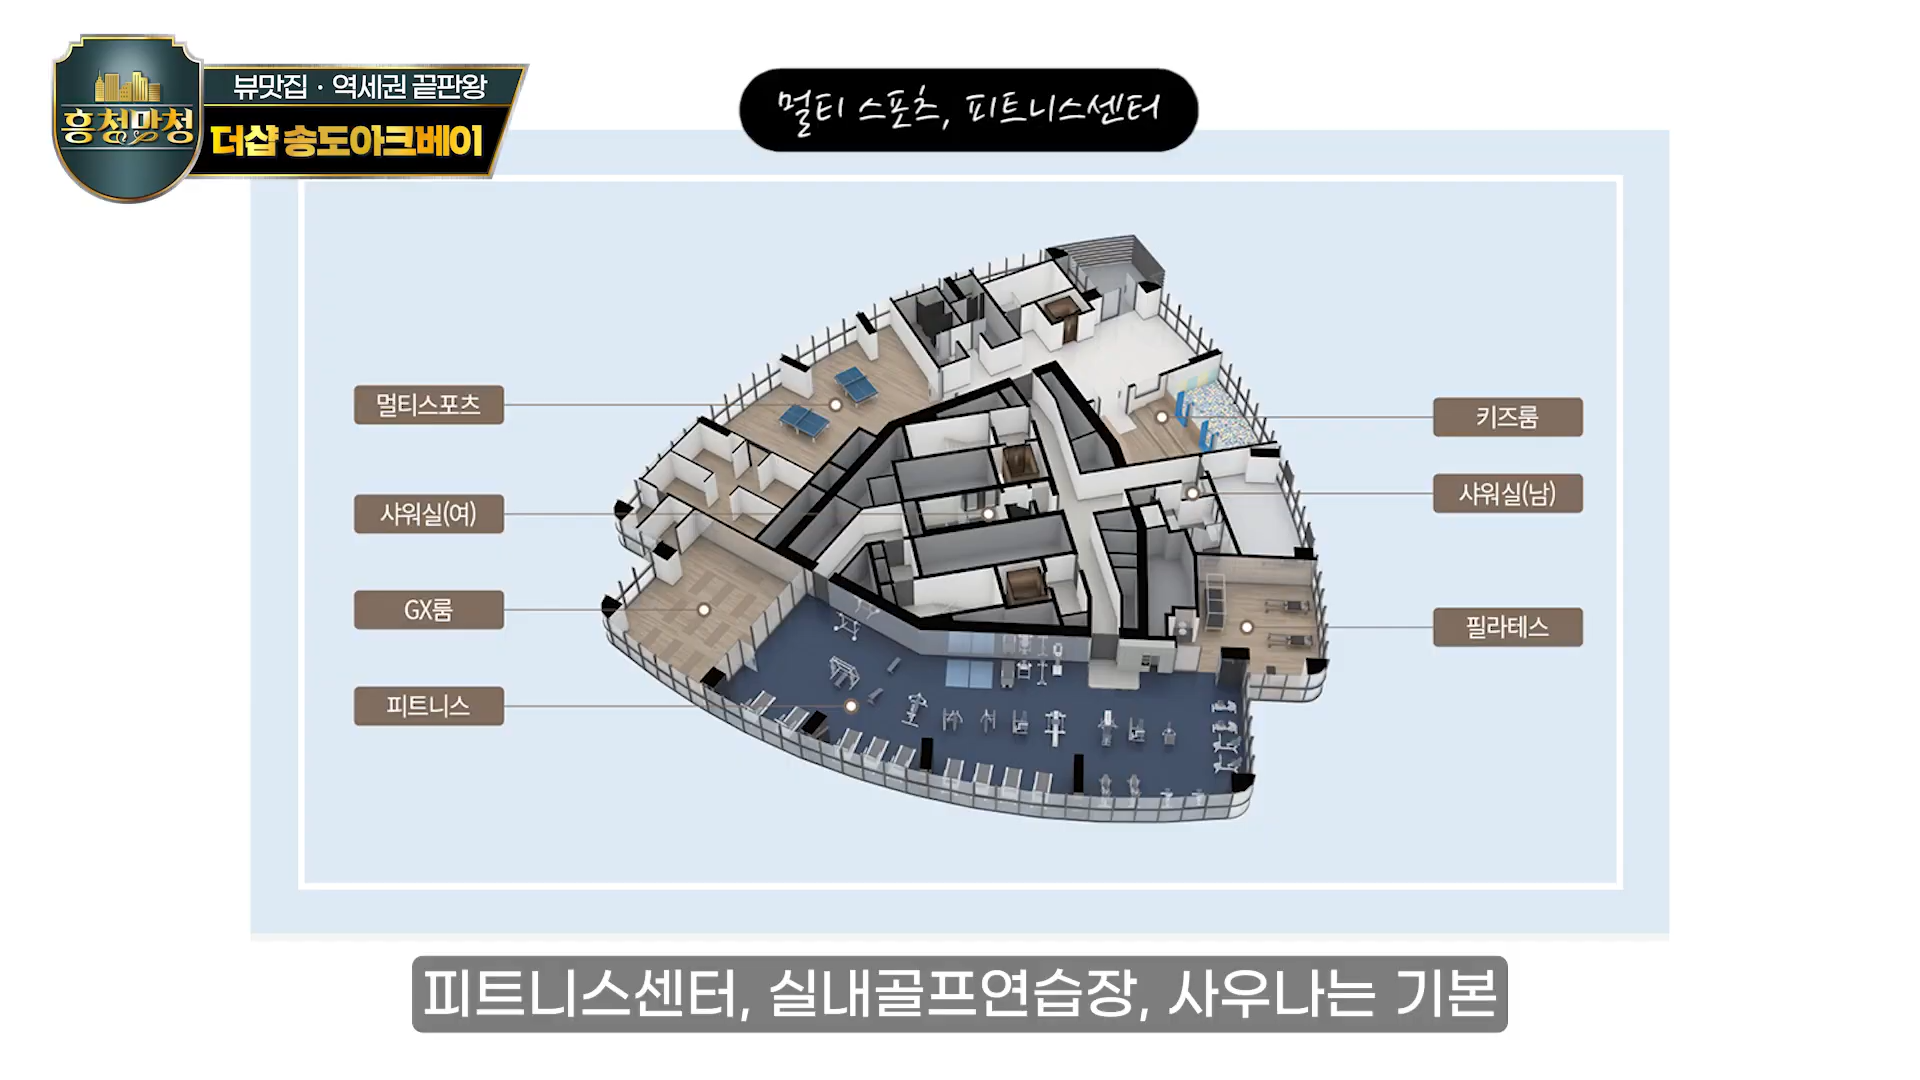 뷰맛집 · 역세권 끝판왕
흥청망청
더샵 송도아크베이
멀티 스포츠, 피트니스센터
멀티스포츠
샤워실(여)
GX룸
피트니스
키즈룸
샤워실(남)
필라테스
피트니스센터, 실내골프연습장, 사우나는 기본